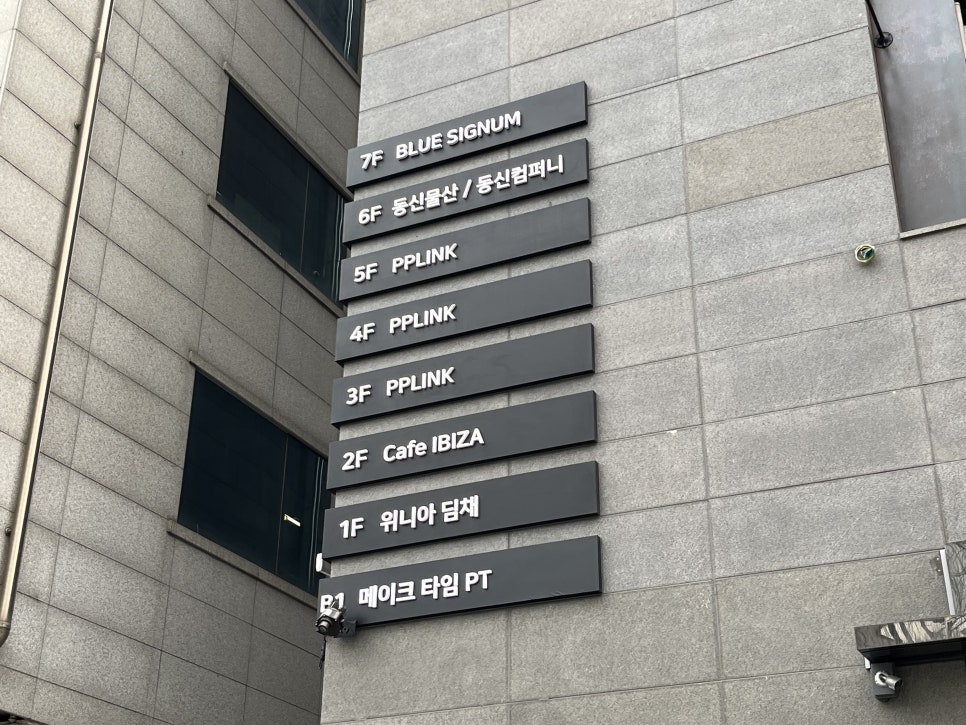 7F BLUE SIGNUM
6F 동신물산 / 동신컴퍼니
5F PPLINK
4F PPLINK
3F PPLINK
2F Cafe IBIZA
1F 위니아 딤채
B1 메이크 타임 PT